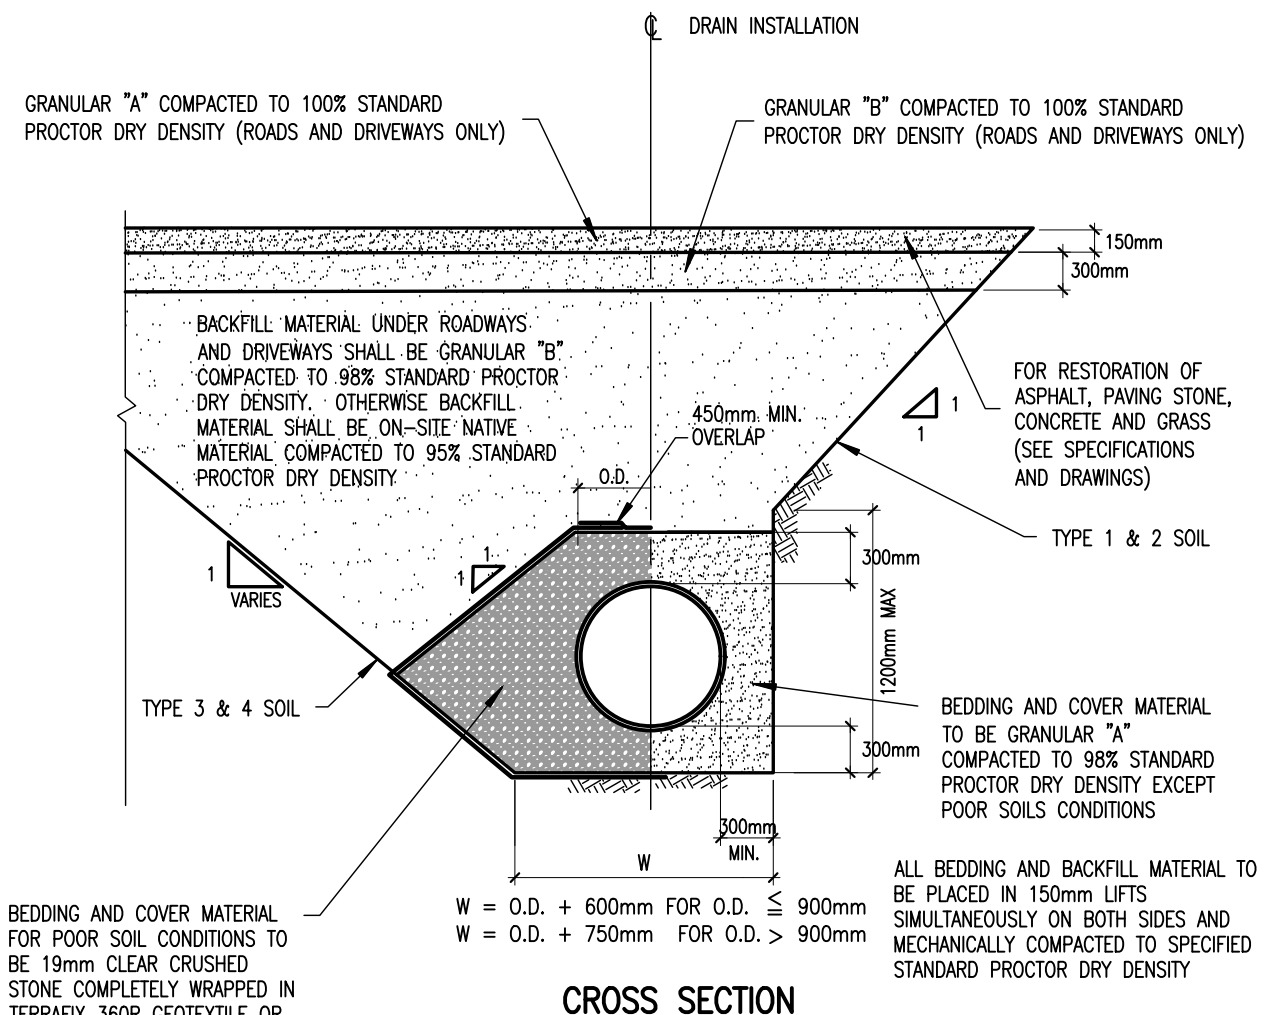 ℄ DRAIN INSTALLATION
GRANULAR "A" COMPACTED TO 100% STANDARD
PROCTOR DRY DENSITY (ROADS AND DRIVEWAYS ONLY)
GRANULAR "B" COMPACTED TO 100% STANDARD
PROCTOR DRY DENSITY (ROADS AND DRIVEWAYS ONLY)
150mm
300mm
BACKFILL MATERIAL UNDER ROADWAYS
AND DRIVEWAYS SHALL BE GRANULAR "B"
COMPACTED TO 98% STANDARD PROCTOR
DRY DENSITY. OTHERWISE BACKFILL
MATERIAL SHALL BE ON-SITE NATIVE
MATERIAL COMPACTED TO 95% STANDARD
PROCTOR DRY DENSITY
450mm MIN.
OVERLAP
O.D.
1
1
FOR RESTORATION OF
ASPHALT, PAVING STONE,
CONCRETE AND GRASS
(SEE SPECIFICATIONS
AND DRAWINGS)
TYPE 1 & 2 SOIL
1
VARIES
1
1
300mm
1200mm MAX
300mm
TYPE 3 & 4 SOIL
BEDDING AND COVER MATERIAL
TO BE GRANULAR "A"
COMPACTED TO 98% STANDARD
PROCTOR DRY DENSITY EXCEPT
POOR SOILS CONDITIONS
300mm
MIN.
W
W = O.D. + 600mm FOR O.D. ≦ 900mm
W = O.D. + 750mm FOR O.D. > 900mm
ALL BEDDING AND BACKFILL MATERIAL TO
BE PLACED IN 150mm LIFTS
SIMULTANEOUSLY ON BOTH SIDES AND
MECHANICALLY COMPACTED TO SPECIFIED
STANDARD PROCTOR DRY DENSITY
BEDDING AND COVER MATERIAL
FOR POOR SOIL CONDITIONS TO
BE 19mm CLEAR CRUSHED
STONE COMPLETELY WRAPPED IN
TERRAFIX 360R GEOTEXTILE OR
CROSS SECTION